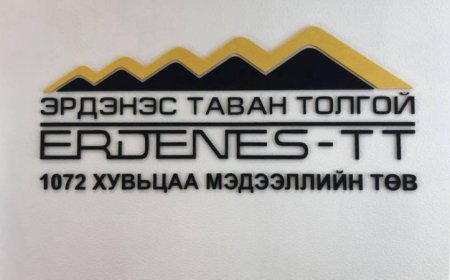 ЭРДЭНЭС ТАВАН ТОЛГОЙ
ERDENES-TT
1072 ХУВЬЦАА МЭДЭЭЛЛИЙН ТӨВ